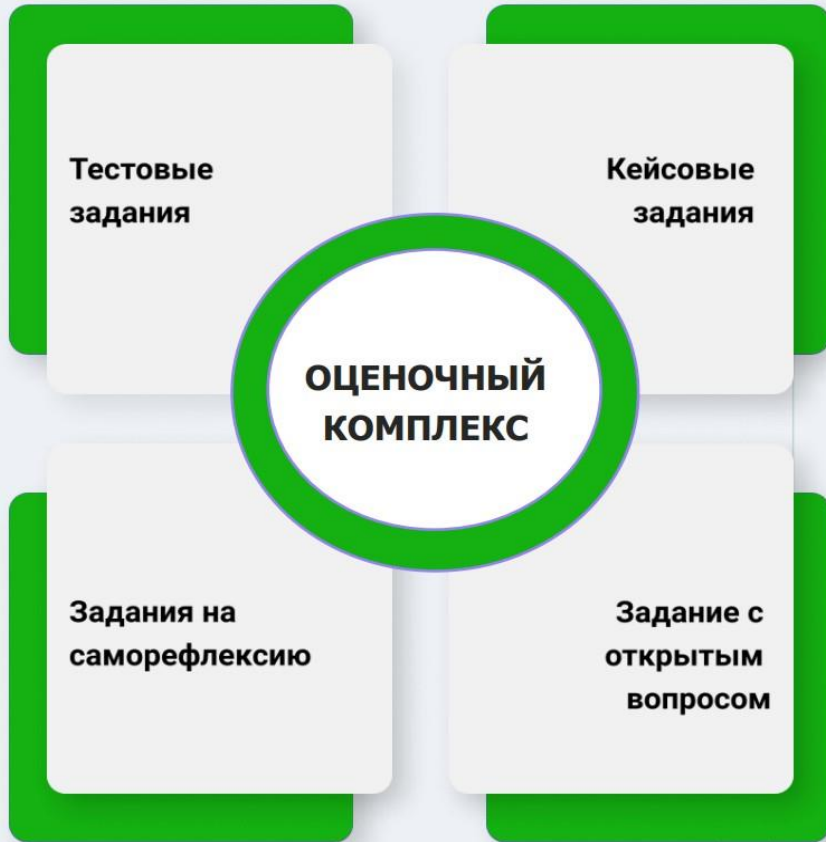 Тестовые
задания
Кейсовые
задания
ОЦЕНОЧНЫЙ
КОМПЛЕКС
Задания на
саморефлексию
Задание с
открытым
вопросом